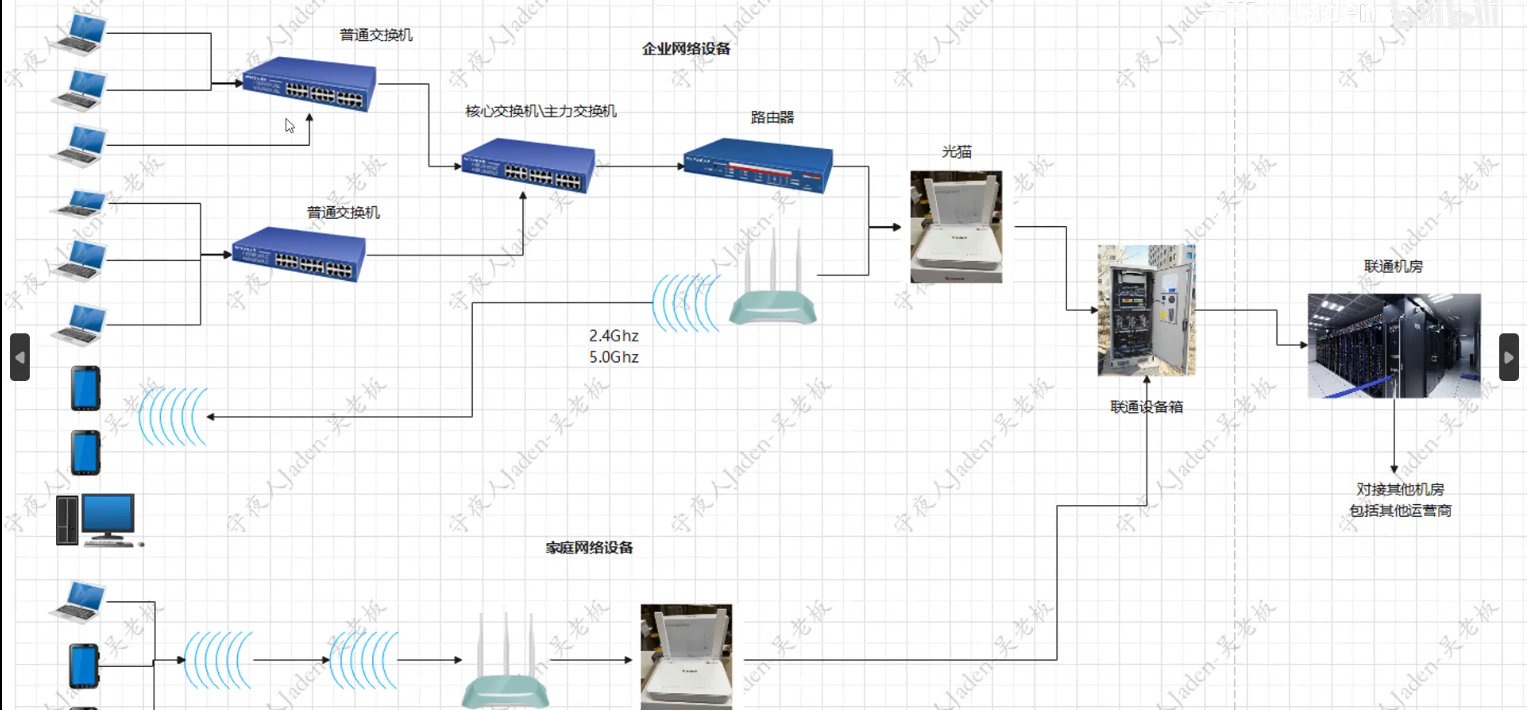 普通交换机
企业网络设备
核心交换机\主力交换机
路由器
光猫
普通交换机
联通机房
2.4Ghz
5.0Ghz
联通设备箱
对接其他机房
包括其他运营商
家庭网络设备
守夜人Jaden-吴老板
bilibili